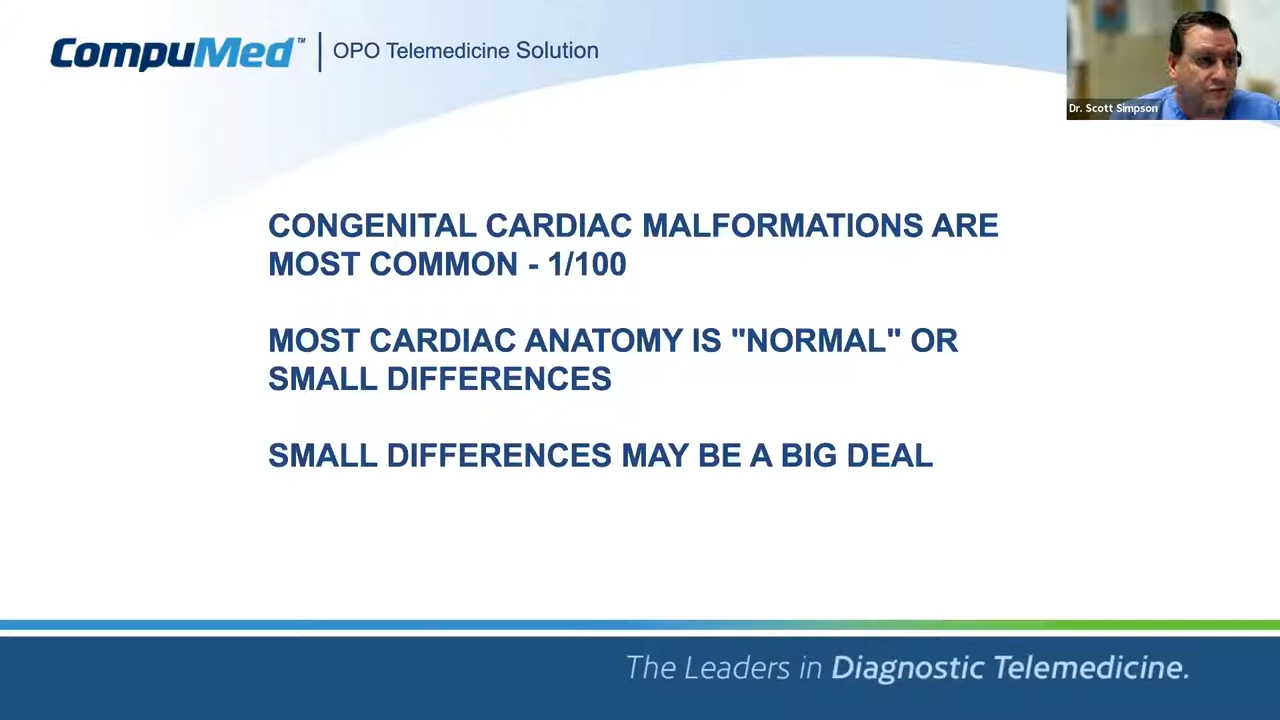 CompuMed™ | OPO Telemedicine Solution
Dr. Scott Simpson
CONGENITAL CARDIAC MALFORMATIONS ARE
MOST COMMON - 1/100
MOST CARDIAC ANATOMY IS "NORMAL" OR
SMALL DIFFERENCES
SMALL DIFFERENCES MAY BE A BIG DEAL
The Leaders in Diagnostic Telemedicine.